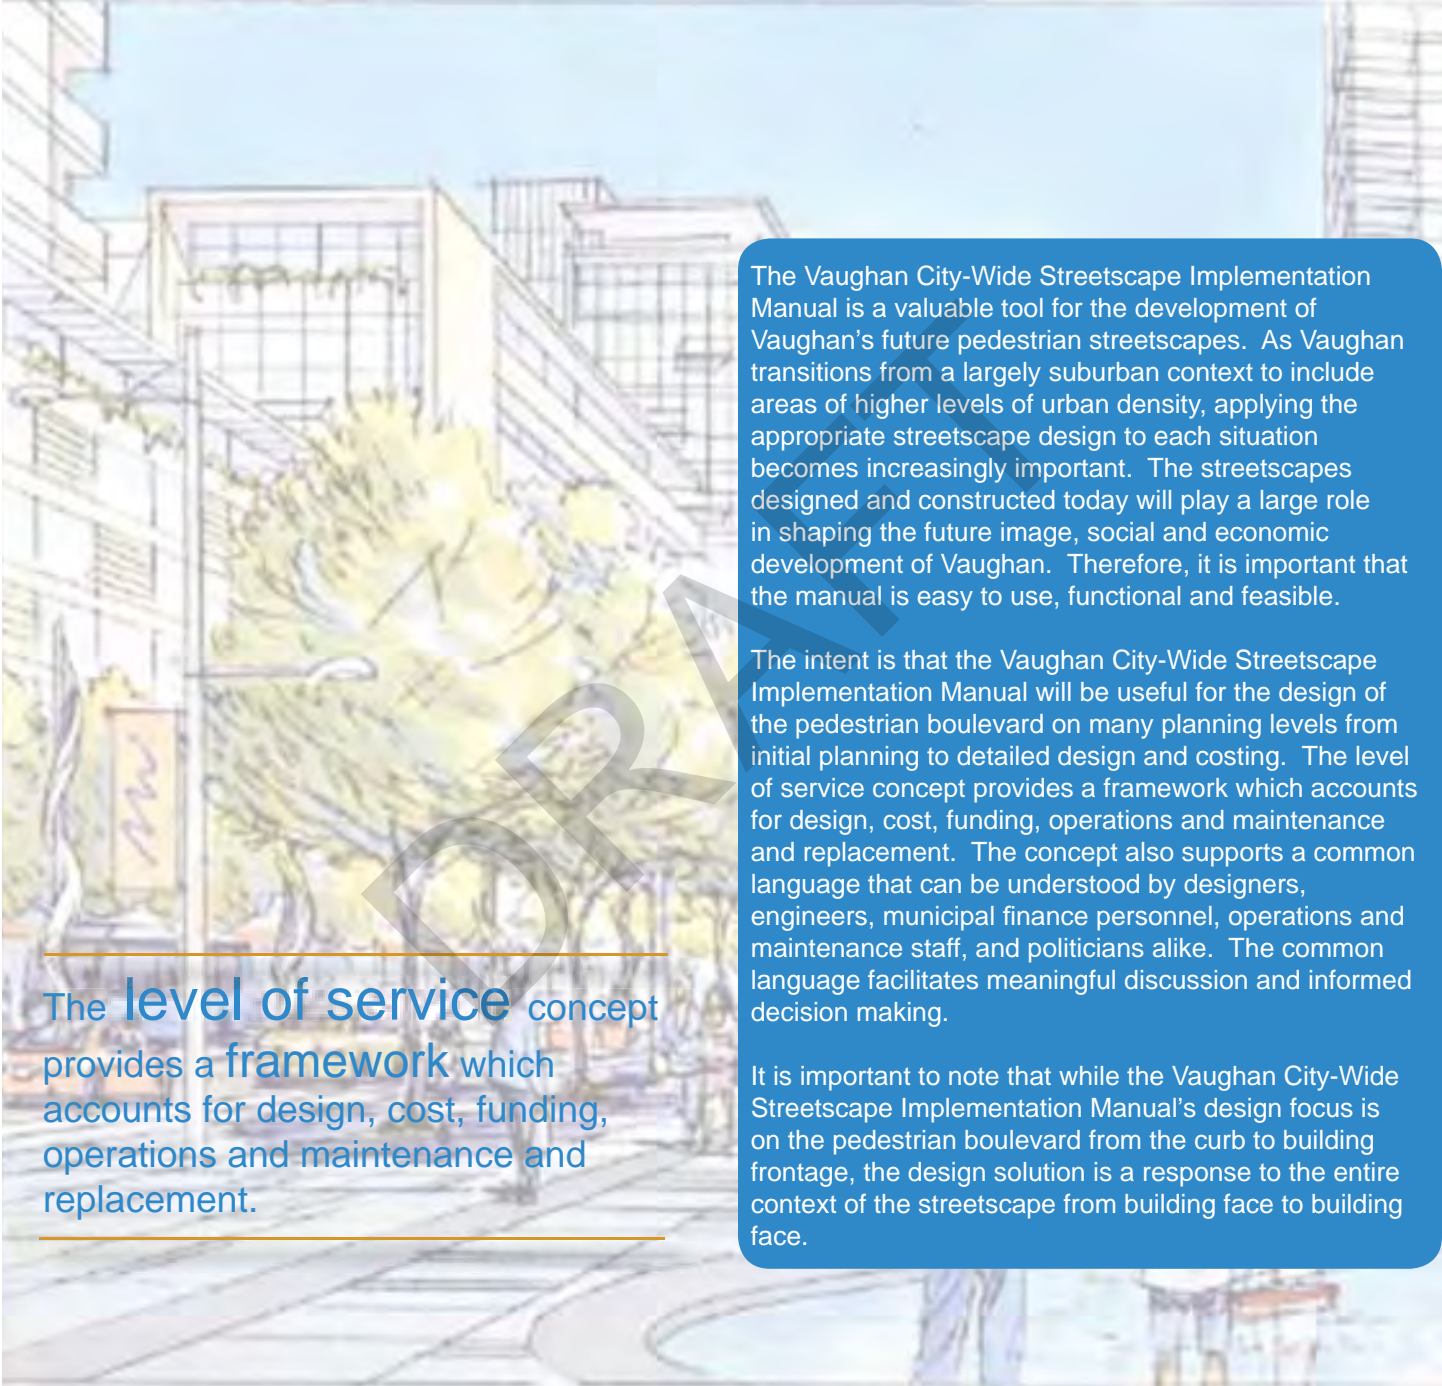 The Vaughan City-Wide Streetscape Implementation
Manual is a valuable tool for the development of
Vaughan’s future pedestrian streetscapes.  As Vaughan
transitions from a largely suburban context to include
areas of higher levels of urban density, applying the
appropriate streetscape design to each situation
becomes increasingly important.  The streetscapes
designed and constructed today will play a large role
in shaping the future image, social and economic
development of Vaughan.  Therefore, it is important that
the manual is easy to use, functional and feasible.
The intent is that the Vaughan City-Wide Streetscape
Implementation Manual will be useful for the design of
the pedestrian boulevard on many planning levels from
initial planning to detailed design and costing.  The level
of service concept provides a framework which accounts
for design, cost, funding, operations and maintenance
and replacement.  The concept also supports a common
language that can be understood by designers,
engineers, municipal finance personnel, operations and
maintenance staff, and politicians alike.  The common
language facilitates meaningful discussion and informed
decision making.
It is important to note that while the Vaughan City-Wide
Streetscape Implementation Manual’s design focus is
on the pedestrian boulevard from the curb to building
frontage, the design solution is a response to the entire
context of the streetscape from building face to building
face.
The level of service concept
provides a framework which
accounts for design, cost, funding,
operations and maintenance and
replacement.
DRAFT